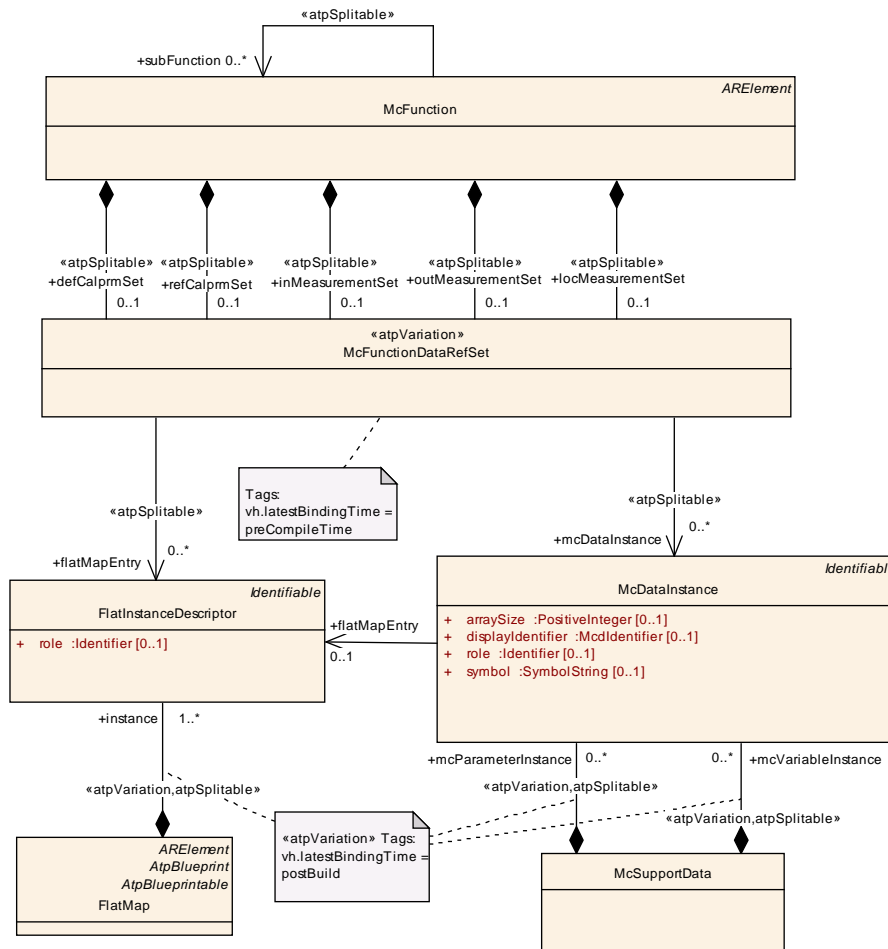 «atpSplitable»
+subFunction 0..*
ARElement
McFunction
«atpSplitable» «atpSplitable» «atpSplitable» «atpSplitable» «atpSplitable»
+defCalprmSet +refCalprmSet +inMeasurementSet +outMeasurementSet +locMeasurementSet
0..1 0..1 0..1 0..1 0..1
«atpVariation»
McFunctionDataRefSet
Tags:
vh.latestBindingTime =
preCompileTime
«atpSplitable»
0..*
+flatMapEntry
«atpSplitable»
0..*
+mcDataInstance
Identifiable
FlatInstanceDescriptor
+ role :Identifier [0..1]
+flatMapEntry
0..1
Identifiabl
McDataInstance
+ arraySize :PositiveInteger [0..1]
+ displayIdentifier :McdIdentifier [0..1]
+ role :Identifier [0..1]
+ symbol :SymbolString [0..1]
+instance 1..*
«atpVariation,atpSplitable»
+mcParameterInstance 0..*
«atpVariation,atpSplitable»
0..* +mcVariableInstance
«atpVariation,atpSplitable»
«atpVariation» Tags:
vh.latestBindingTime =
postBuild
ARElement
AtpBlueprint
AtpBlueprintable
FlatMap
McSupportData